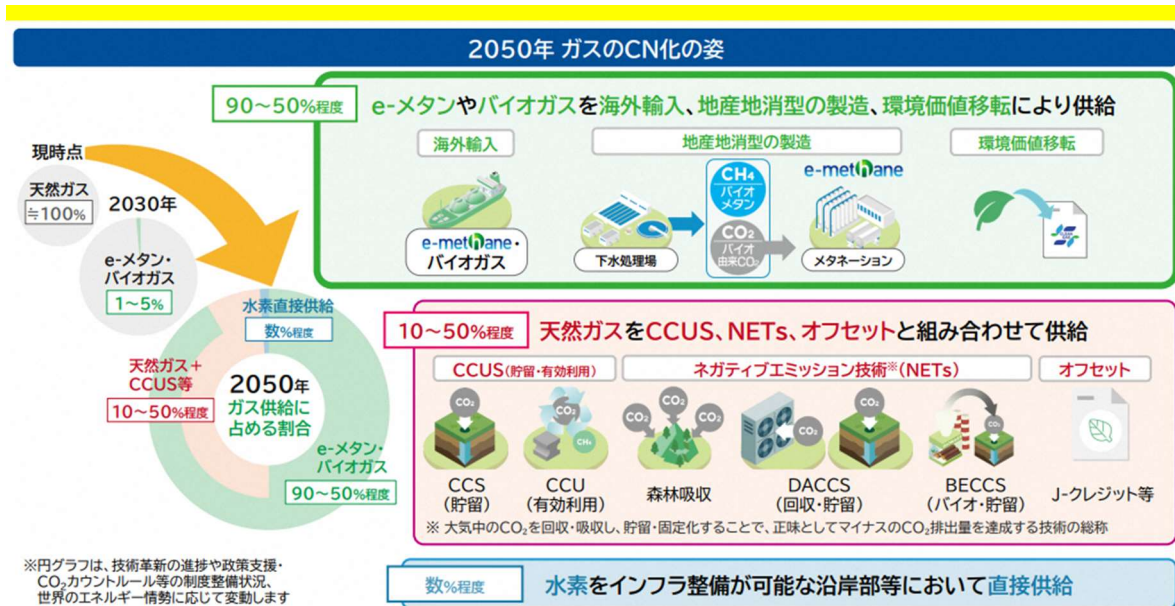 2050年 ガスのCN化の姿
90～50%程度
e-メタンやバイオガスを海外輸入、地産地消型の製造、環境価値移転により供給
海外輸入
地産地消型の製造
環境価値移転
e-methane・
バイオガス
下水処理場
CH₄
バイオ
メタン
CO₂
バイオ
由来CO₂
e-methane
メタネーション
現時点
天然ガス
≒100%
2030年
e-メタン・
バイオガス
1～5%
水素直接供給
数%程度
天然ガス＋
CCUS等
10～50%程度
2050年
ガス供給に
占める割合
e-メタン・
バイオガス
90～50%程度
※円グラフは、技術革新の進捗や政策支援・
CO₂カウントルール等の制度整備状況、
世界のエネルギー情勢に応じて変動します
10～50%程度
天然ガスをCCUS、NETs、オフセットと組み合わせて供給
CCUS(貯留・有効利用)
ネガティブエミッション技術※(NETs)
オフセット
CO₂
CO₂
CH₄
CO₂
CO₂
CO₂
CO₂
CO₂
CO₂
CO₂
CCS
(貯留)
CCU
(有効利用)
森林吸収
DACCS
(回収・貯留)
BECCS
(バイオ・貯留)
J-クレジット等
※ 大気中のCO₂を回収・吸収し、貯留・固定化することで、正味としてマイナスのCO₂排出量を達成する技術の総称
数%程度
水素をインフラ整備が可能な沿岸部等において直接供給